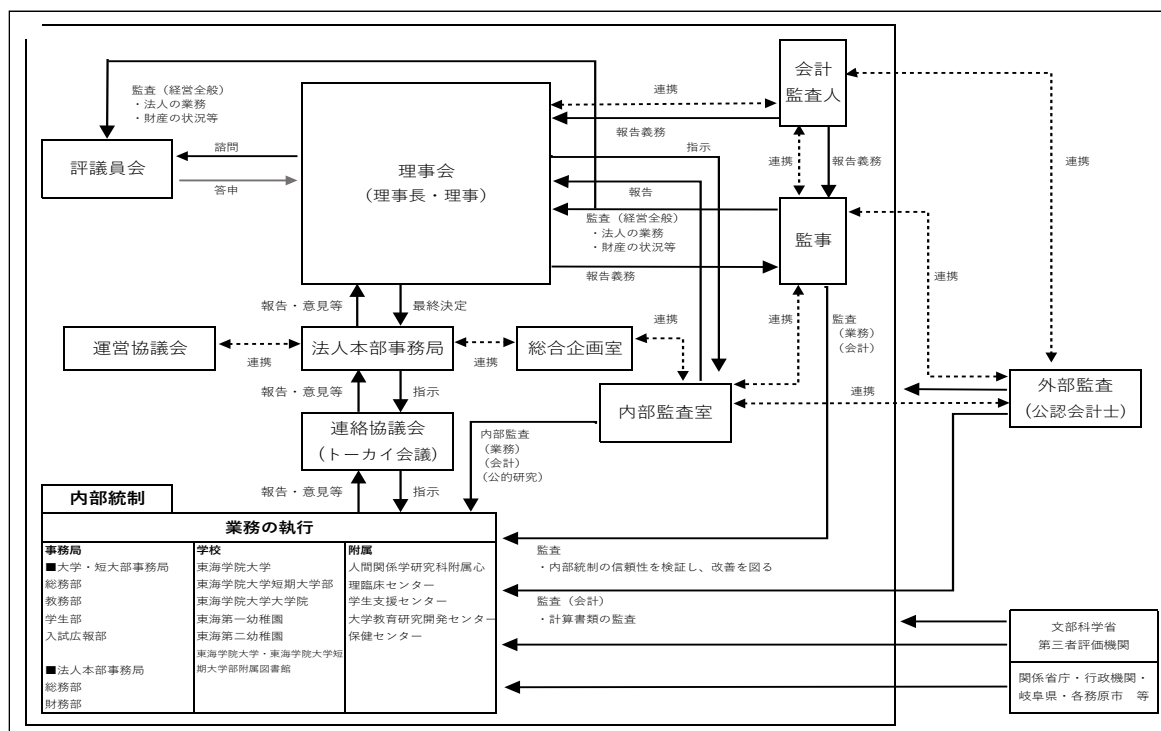 監査（経営全般）
・法人の業務
・財産の状況等
評議員会
諮問
答申
理事会
（理事長・理事）
連携
報告義務
指示
報告
監査（経営全般）
・法人の業務
・財産の状況等
報告義務
会計
監査人
連携
報告義務
連携
監事
連携
報告・意見等
最終決定
運営協議会
連携
法人本部事務局
連携
総合企画室
連携
連携
監査
（業務）
（会計）
報告・意見等
指示
内部監査室
連携
外部監査
（公認会計士）
連絡協議会
（トーカイ会議）
内部監査
（業務）
（会計）
（公的研究）
報告・意見等
指示
内部統制
業務の執行
事務局
■大学・短大部事務局
総務部
教務部
学生部
入試広報部
■法人本部事務局
総務部
財務部
学校
東海学院大学
東海学院大学短期大学部
東海学院大学大学院
東海第一幼稚園
東海第二幼稚園
東海学院大学・東海学院大学短
期大学部附属図書館
附属
人間関係学研究科附属心
理臨床センター
学生支援センター
大学教育研究開発センター
保健センター
監査
・内部統制の信頼性を検証し、改善を図る
監査（会計）
・計算書類の監査
文部科学省
第三者評価機関
関係省庁・行政機関・
岐阜県・各務原市　等